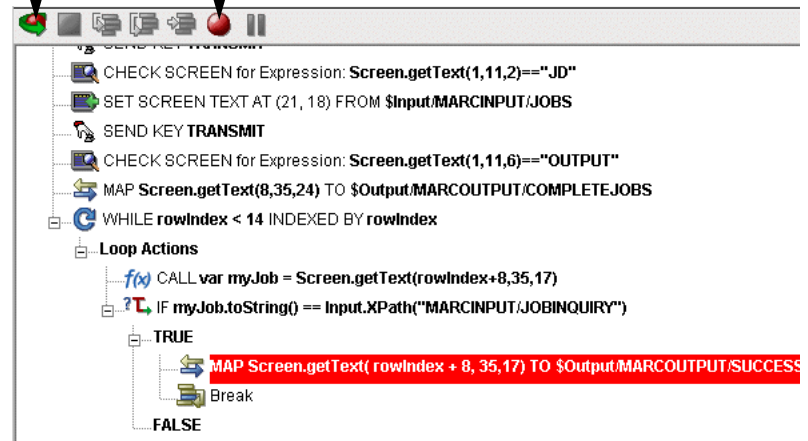 SEND KEY TRANSMIT
CHECK SCREEN for Expression: Screen.getText(1,11,2)=="JD"
SET SCREEN TEXT AT (21, 18) FROM $Input/MARCINPUT/JOBS
SEND KEY TRANSMIT
CHECK SCREEN for Expression: Screen.getText(1,11,6)=="OUTPUT"
MAP Screen.getText(8,35,24) TO $Output/MARCOUTPUT/COMPLETEJOBS
WHILE rowIndex < 14 INDEXED BY rowIndex
Loop Actions
f(x) CALL var myJob = Screen.getText(rowIndex+8,35,17)
?T IF myJob.toString() == Input.XPath("MARCINPUT/JOBINQUIRY")
TRUE
MAP Screen.getText( rowIndex + 8, 35,17) TO $Output/MARCOUTPUT/SUCCESS
Break
FALSE